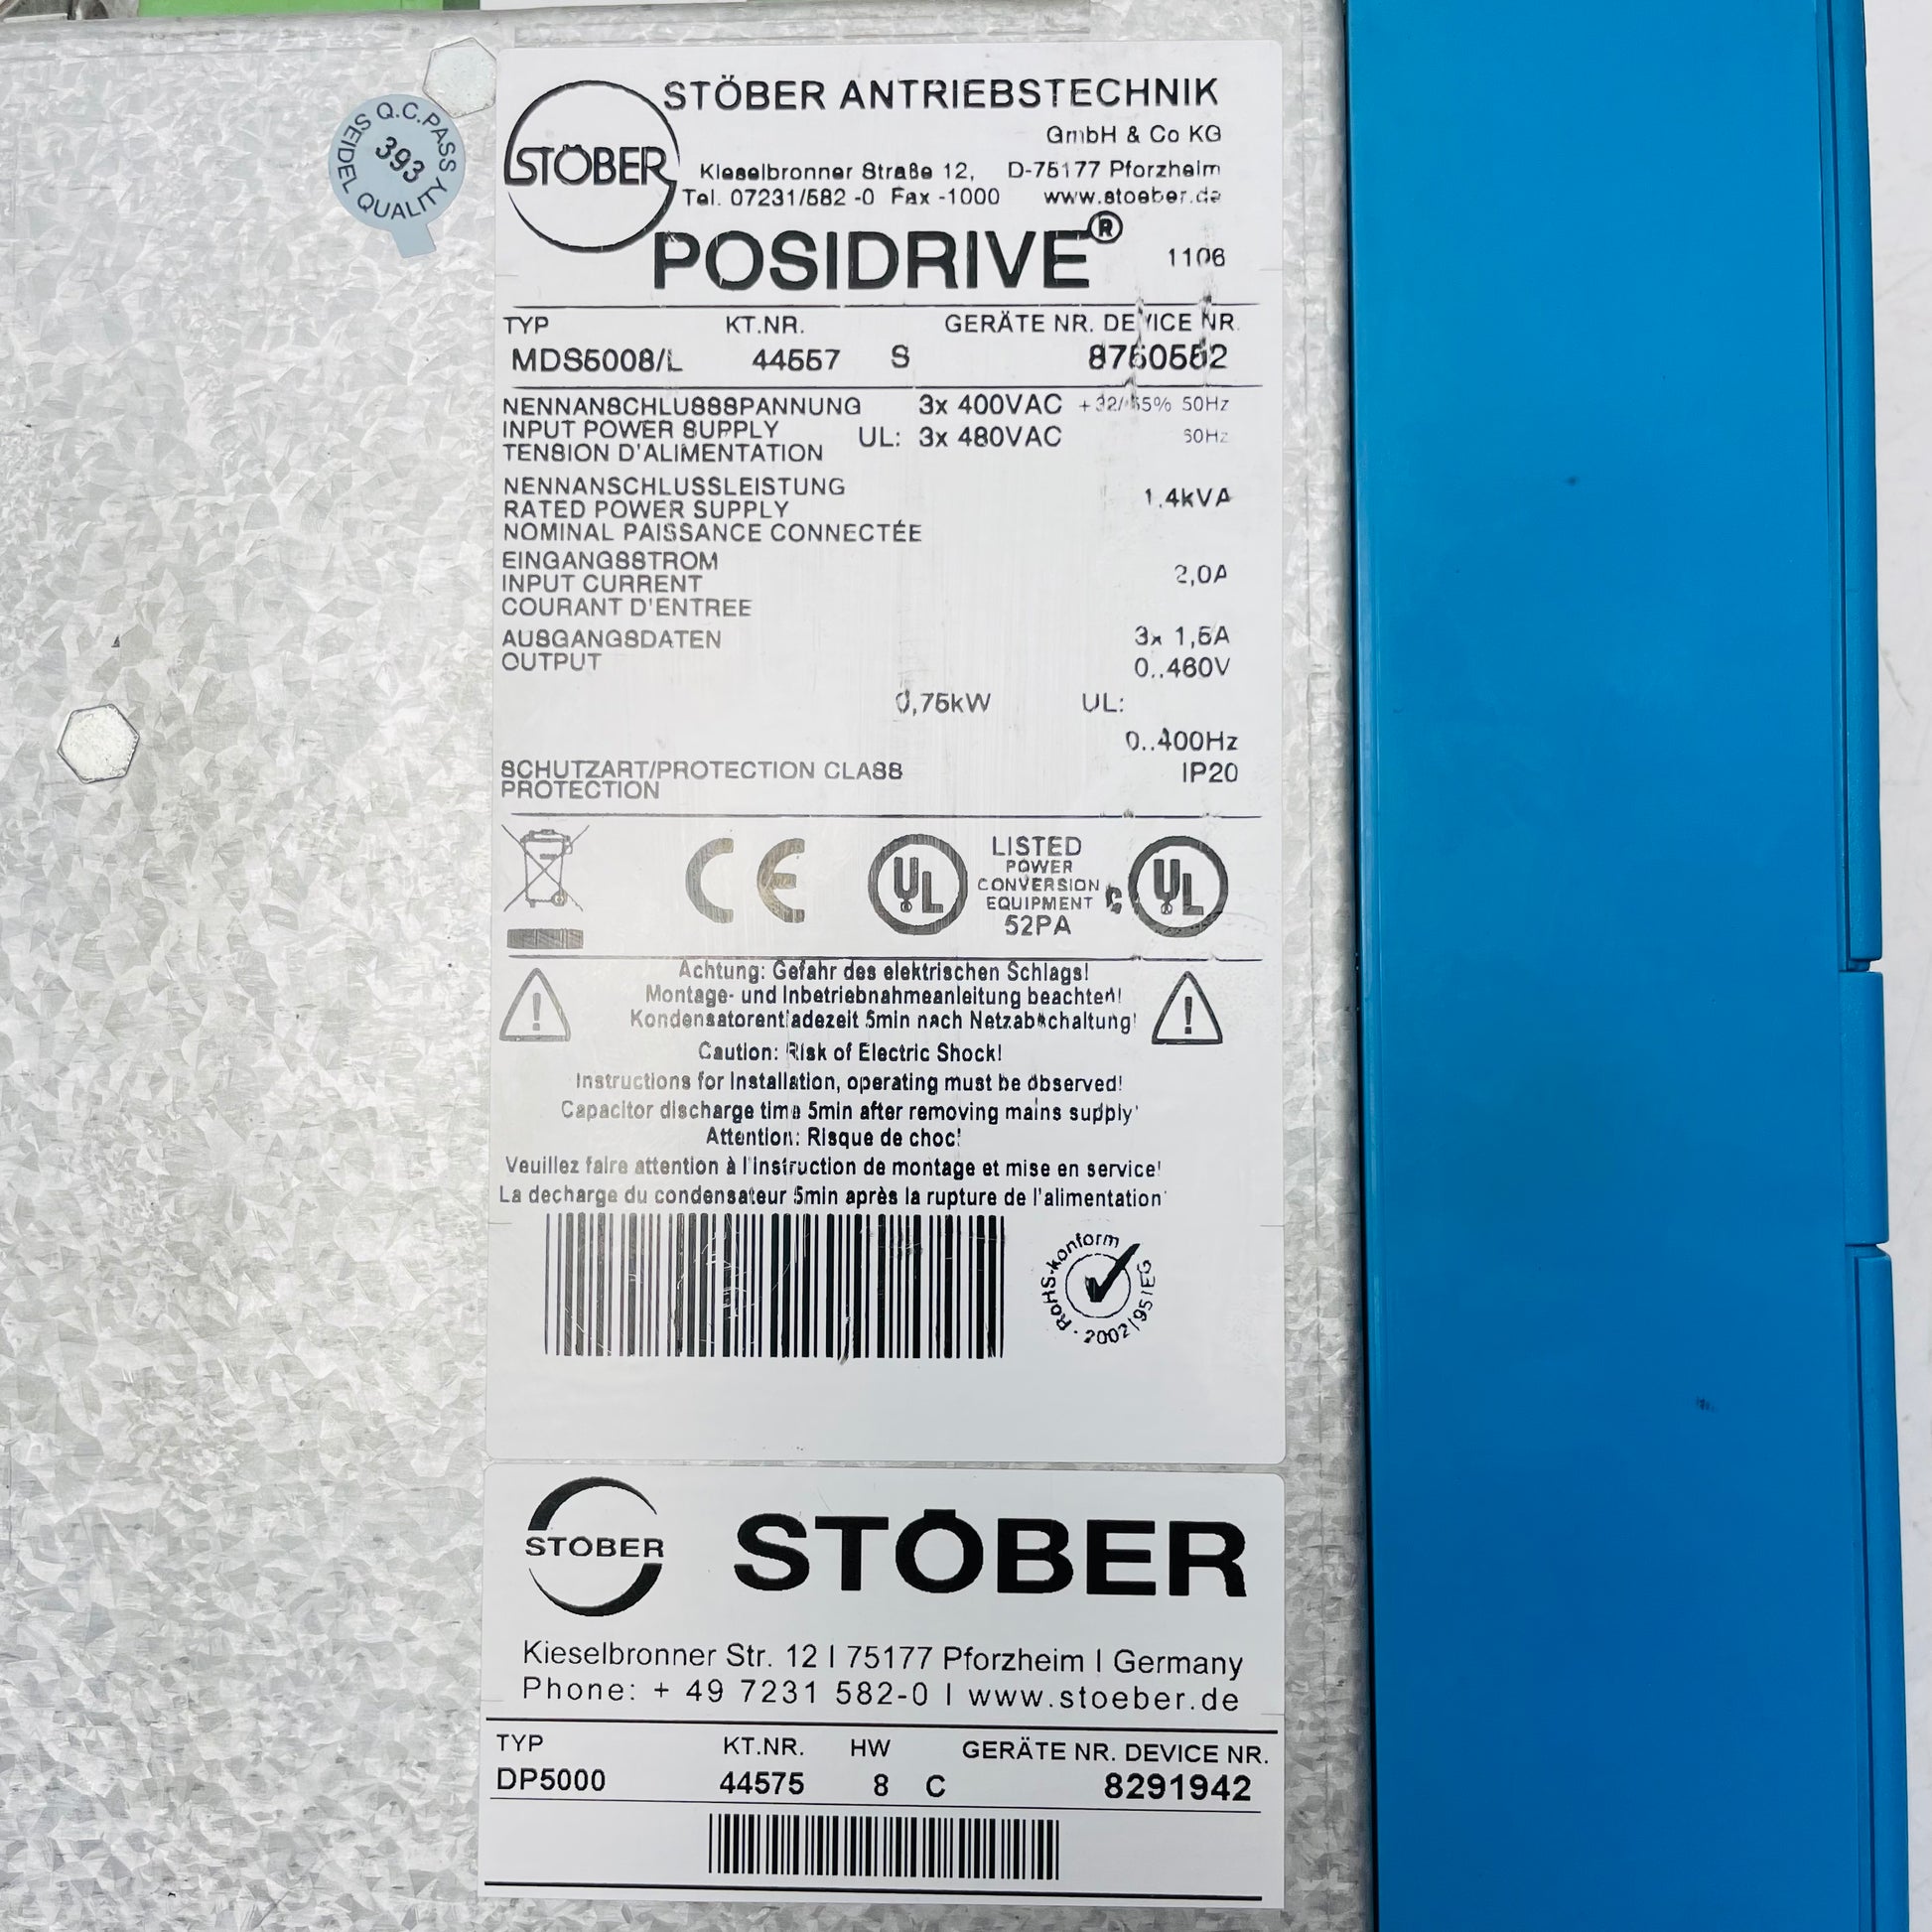 Q.C.PASS
393
SEIDEL QUALITY
STÖBER
STÖBER ANTRIEBSTECHNIK
GmbH & Co KG
Kieselbronner Straße 12, D-75177 Pforzheim
Tel. 07231/582 -0 Fax -1000 www.stoeber.de
POSIDRIVE®
1106
TYP KT.NR. GERÄTE NR. DEVICE NR.
MDS5008/L 44557 S
NENNANSCHLUSSSPANNUNG 3x 400VAC 50Hz
INPUT POWER SUPPLY UL: 3x 480VAC 60Hz
TENSION D'ALIMENTATION
NENNANSCHLUSSLEISTUNG
RATED POWER SUPPLY 1.4kVA
NOMINAL PAISSANCE CONNECTÉE
EINGANGSSTROM
INPUT CURRENT 2,0A
COURANT D'ENTREE
AUSGANGSDATEN 3x 1,5A
OUTPUT 0..460V
0,75kW UL:
0..400Hz
SCHUTZART/PROTECTION CLASS IP20
PROTECTION
CE
UL
LISTED
POWER
CONVERSION
EQUIPMENT
52PA
C UL
Achtung: Gefahr des elektrischen Schlags!
Montage- und Inbetriebnahmeanleitung beachten!
Kondensatorentladezeit 5min nach Netzabschaltung!
Caution: Risk of Electric Shock!
Instructions for Installation, operating must be observed!
Capacitor discharge time 5min after removing mains supply!
Attention: Risque de choc!
Veuillez faire attention à l'instruction de montage et mise en service!
La decharge du condensateur 5min après la rupture de l'alimentation!
RoHS-konform · 2002/95/EG
STÖBER
STÖBER
Kieselbronner Str. 12 I 75177 Pforzheim I Germany
Phone: + 49 7231 582-0 I www.stoeber.de
TYP KT.NR. HW GERÄTE NR. DEVICE NR.
DP5000 44575 8 C 8291942